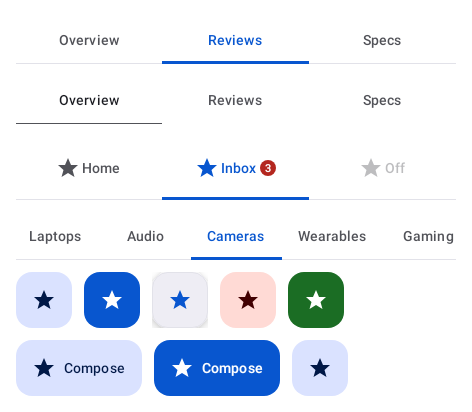 Overview Reviews Specs
Overview Reviews Specs
Home Inbox 3 Off
Laptops Audio Cameras Wearables Gaming
Compose Compose